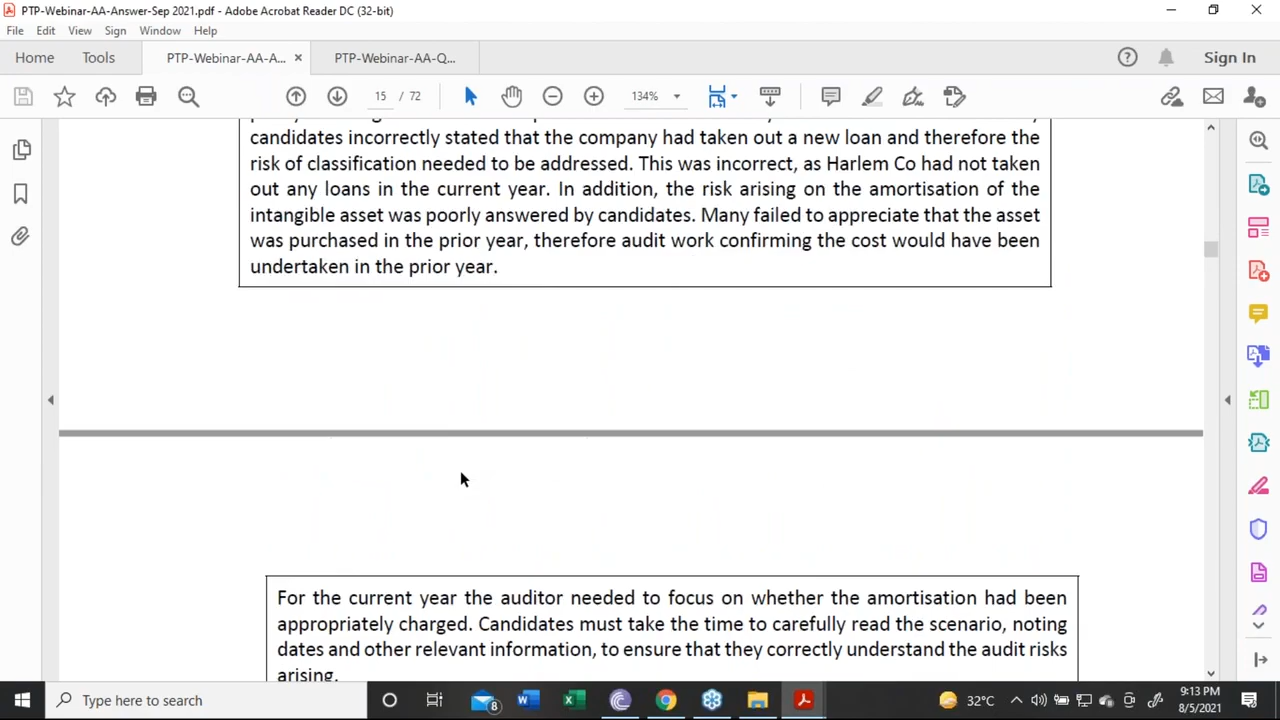 PTP-Webinar-AA-Answer-Sep 2021.pdf - Adobe Acrobat Reader DC (32-bit)
File Edit View Sign Window Help
Home Tools PTP-Webinar-AA-A... × PTP-Webinar-AA-Q... Sign In
15 / 72 134%
candidates incorrectly stated that the company had taken out a new loan and therefore the
risk of classification needed to be addressed. This was incorrect, as Harlem Co had not taken
out any loans in the current year. In addition, the risk arising on the amortisation of the
intangible asset was poorly answered by candidates. Many failed to appreciate that the asset
was purchased in the prior year, therefore audit work confirming the cost would have been
undertaken in the prior year.
For the current year the auditor needed to focus on whether the amortisation had been
appropriately charged. Candidates must take the time to carefully read the scenario, noting
dates and other relevant information, to ensure that they correctly understand the audit risks
arising.
Type here to search 8 32°C 9:13 PM
8/5/2021